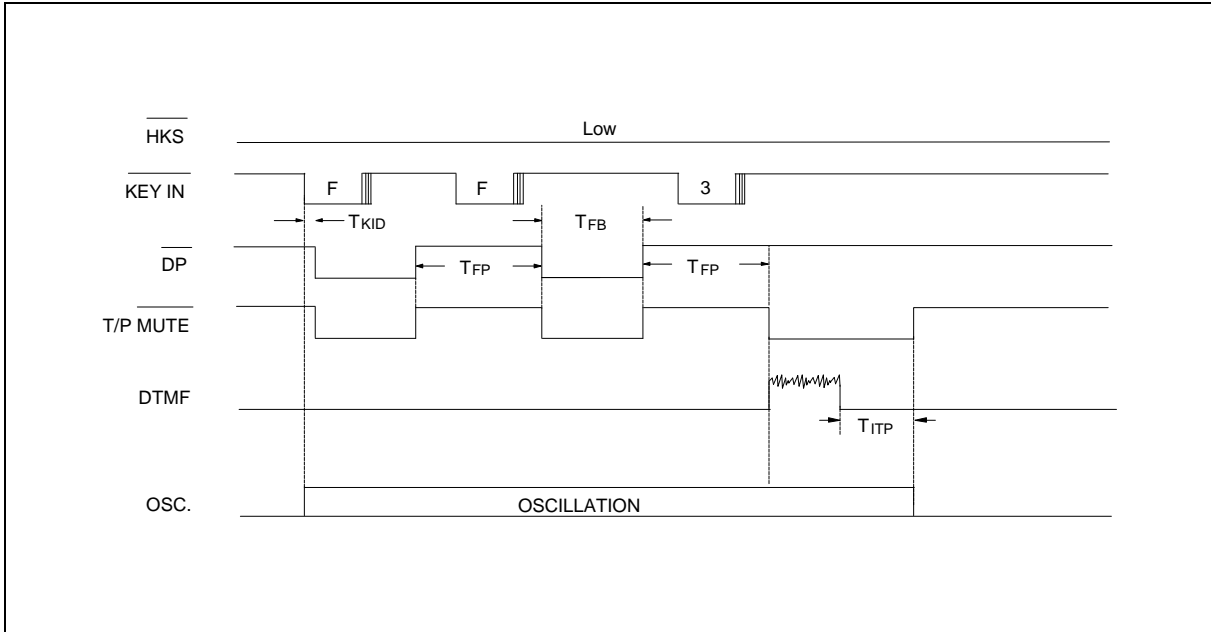 HKS
Low
KEY IN
F
F
3
TKID
TFB
DP
TFP
TFP
T/P MUTE
DTMF
TITP
OSC.
OSCILLATION